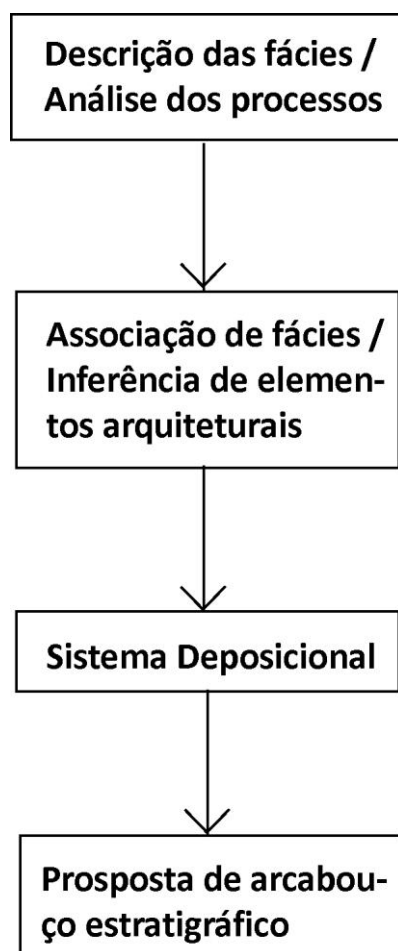 Descrição das fácies /
Análise dos processos
Associação de fácies /
Inferência de elemen-
tos arquiteturais
Sistema Deposicional
Prosposta de arcabou-
ço estratigráfico